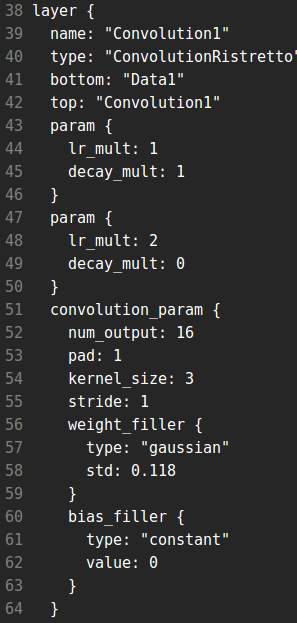 38 layer {
39   name: "Convolution1"
40   type: "ConvolutionRistretto"
41   bottom: "Data1"
42   top: "Convolution1"
43   param {
44     lr_mult: 1
45     decay_mult: 1
46   }
47   param {
48     lr_mult: 2
49     decay_mult: 0
50   }
51   convolution_param {
52     num_output: 16
53     pad: 1
54     kernel_size: 3
55     stride: 1
56     weight_filler {
57       type: "gaussian"
58       std: 0.118
59     }
60     bias_filler {
61       type: "constant"
62       value: 0
63     }
64   }